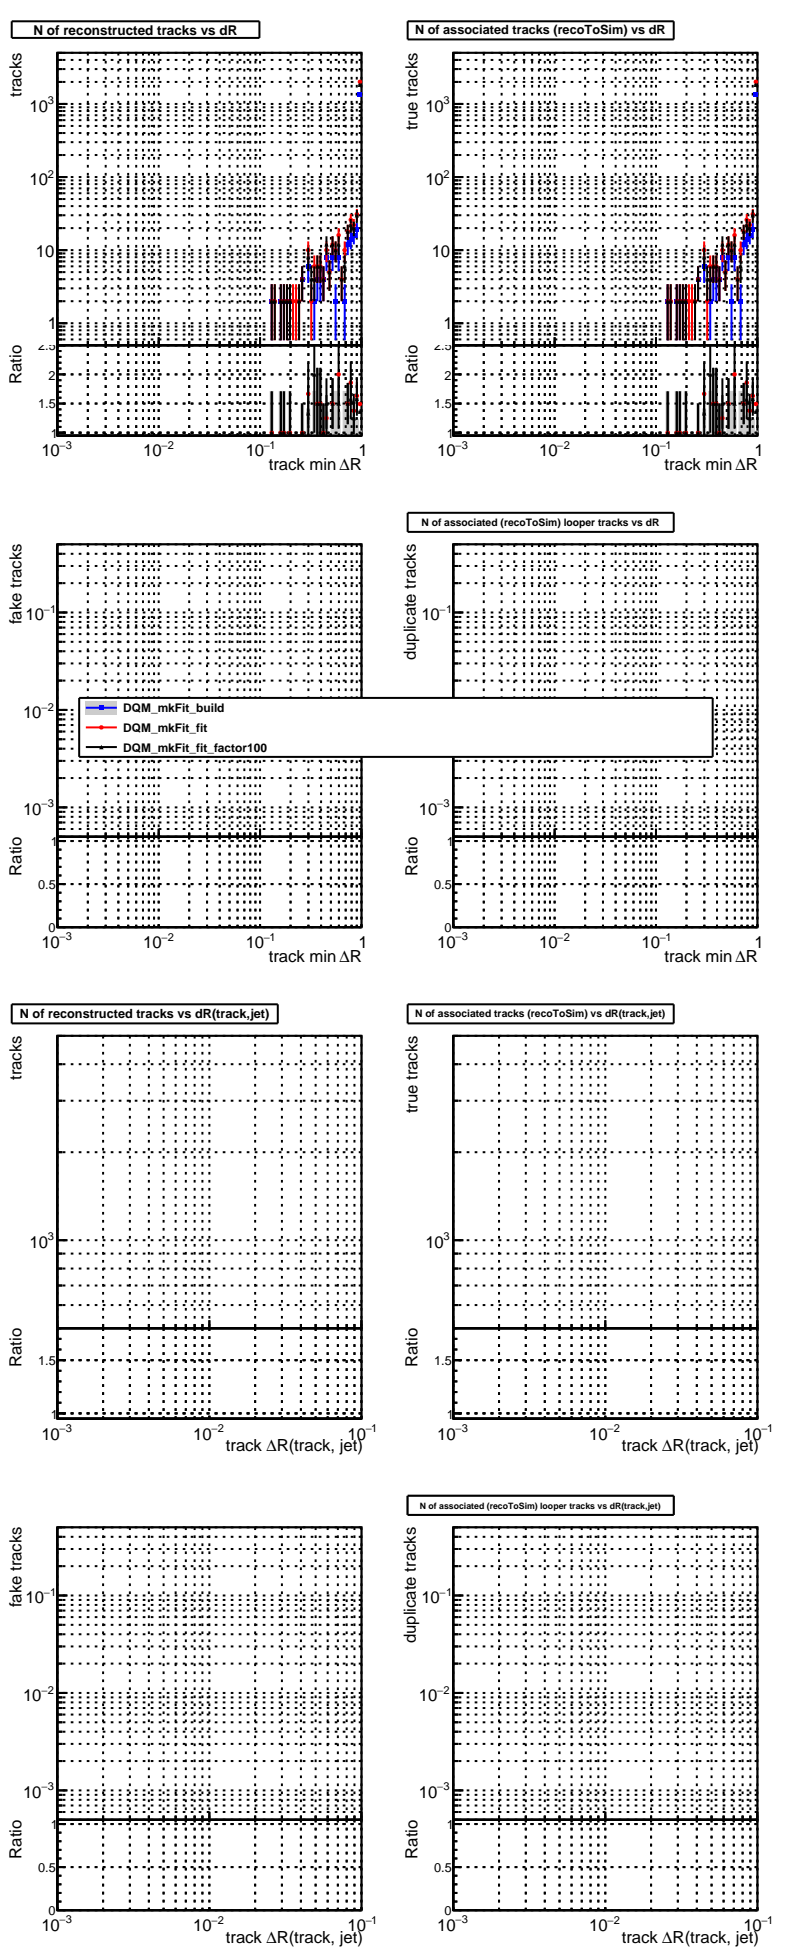 N of reconstructed tracks vs dR
N of associated tracks (recoToSim) vs dR
tracks
10³
10²
10
1
Ratio
2.5
2
1.5
1
10⁻³ 10⁻² 10⁻¹ 1
track min ΔR
true tracks
10³
10²
10
1
Ratio
2.5
2
1.5
1
10⁻³ 10⁻² 10⁻¹ 1
track min ΔR
N of associated (recoToSim) looper tracks vs dR
fake tracks
10⁻¹
10⁻²
10⁻³
Ratio
1
0.5
0
10⁻³ 10⁻² 10⁻¹ 1
track min ΔR
duplicate tracks
10⁻¹
10⁻³
Ratio
1
0.5
0
10⁻³ 10⁻² 10⁻¹ 1
track min ΔR
DQM_mkFit_build
DQM_mkFit_fit
DQM_mkFit_fit_factor100
N of reconstructed tracks vs dR(track,jet)
N of associated tracks (recoToSim) vs dR(track,jet)
tracks
10³
Ratio
1.5
1
10⁻³ 10⁻² 10⁻¹
track ΔR(track, jet)
true tracks
10³
Ratio
1.5
1
10⁻³ 10⁻² 10⁻¹
track ΔR(track, jet)
N of associated (recoToSim) looper tracks vs dR(track,jet)
fake tracks
10⁻¹
10⁻²
10⁻³
Ratio
1
0.5
0
10⁻³ 10⁻² 10⁻¹
track ΔR(track, jet)
duplicate tracks
10⁻¹
10⁻²
10⁻³
Ratio
1
0.5
0
10⁻³ 10⁻² 10⁻¹
track ΔR(track, jet)